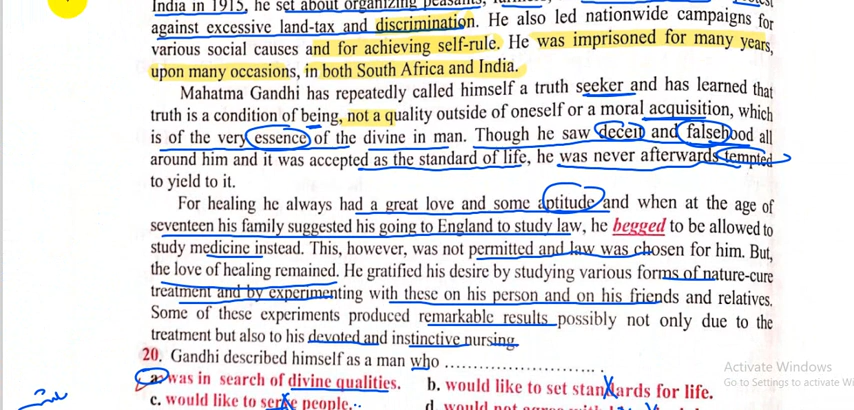 India in 1915, he set about organizing peasants,
against excessive land-tax and discrimination. He also led nationwide campaigns for
various social causes and for achieving self-rule. He was imprisoned for many years,
upon many occasions, in both South Africa and India.
Mahatma Gandhi has repeatedly called himself a truth seeker and has learned that
truth is a condition of being, not a quality outside of oneself or a moral acquisition, which
is of the very essence of the divine in man. Though he saw deceit and falsehood all
around him and it was accepted as the standard of life, he was never afterwards tempted
to yield to it.
For healing he always had a great love and some aptitude and when at the age of
seventeen his family suggested his going to England to study law, he begged to be allowed to
study medicine instead. This, however, was not permitted and law was chosen for him. But,
the love of healing remained. He gratified his desire by studying various forms of nature-cure
treatment and by experimenting with these on his person and on his friends and relatives.
Some of these experiments produced remarkable results possibly not only due to the
treatment but also to his devoted and instinctive nursing.
20. Gandhi described himself as a man who ....................................... .
Activate Windows
a. was in search of divine qualities. b. would like to set standards for life.
Go to Settings to activate Wi
c. would like to serve people. d. would not agree with